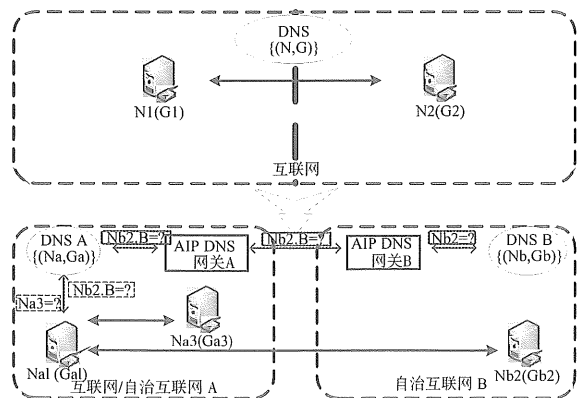 DNS
{(N,G)}
N1(G1)
N2(G2)
互联网
DNS A
{(Na,Ga)}
Nb2.B=?
AIP DNS
网关A
Nb2.B=?
AIP DNS
网关B
Nb2=?
DNS B
{(Nb,Gb)}
Na3=?
Nb2.B=?
Na3(Ga3)
Nal (Gal)
Nb2(Gb2)
互联网/自治互联网 A
自治互联网 B